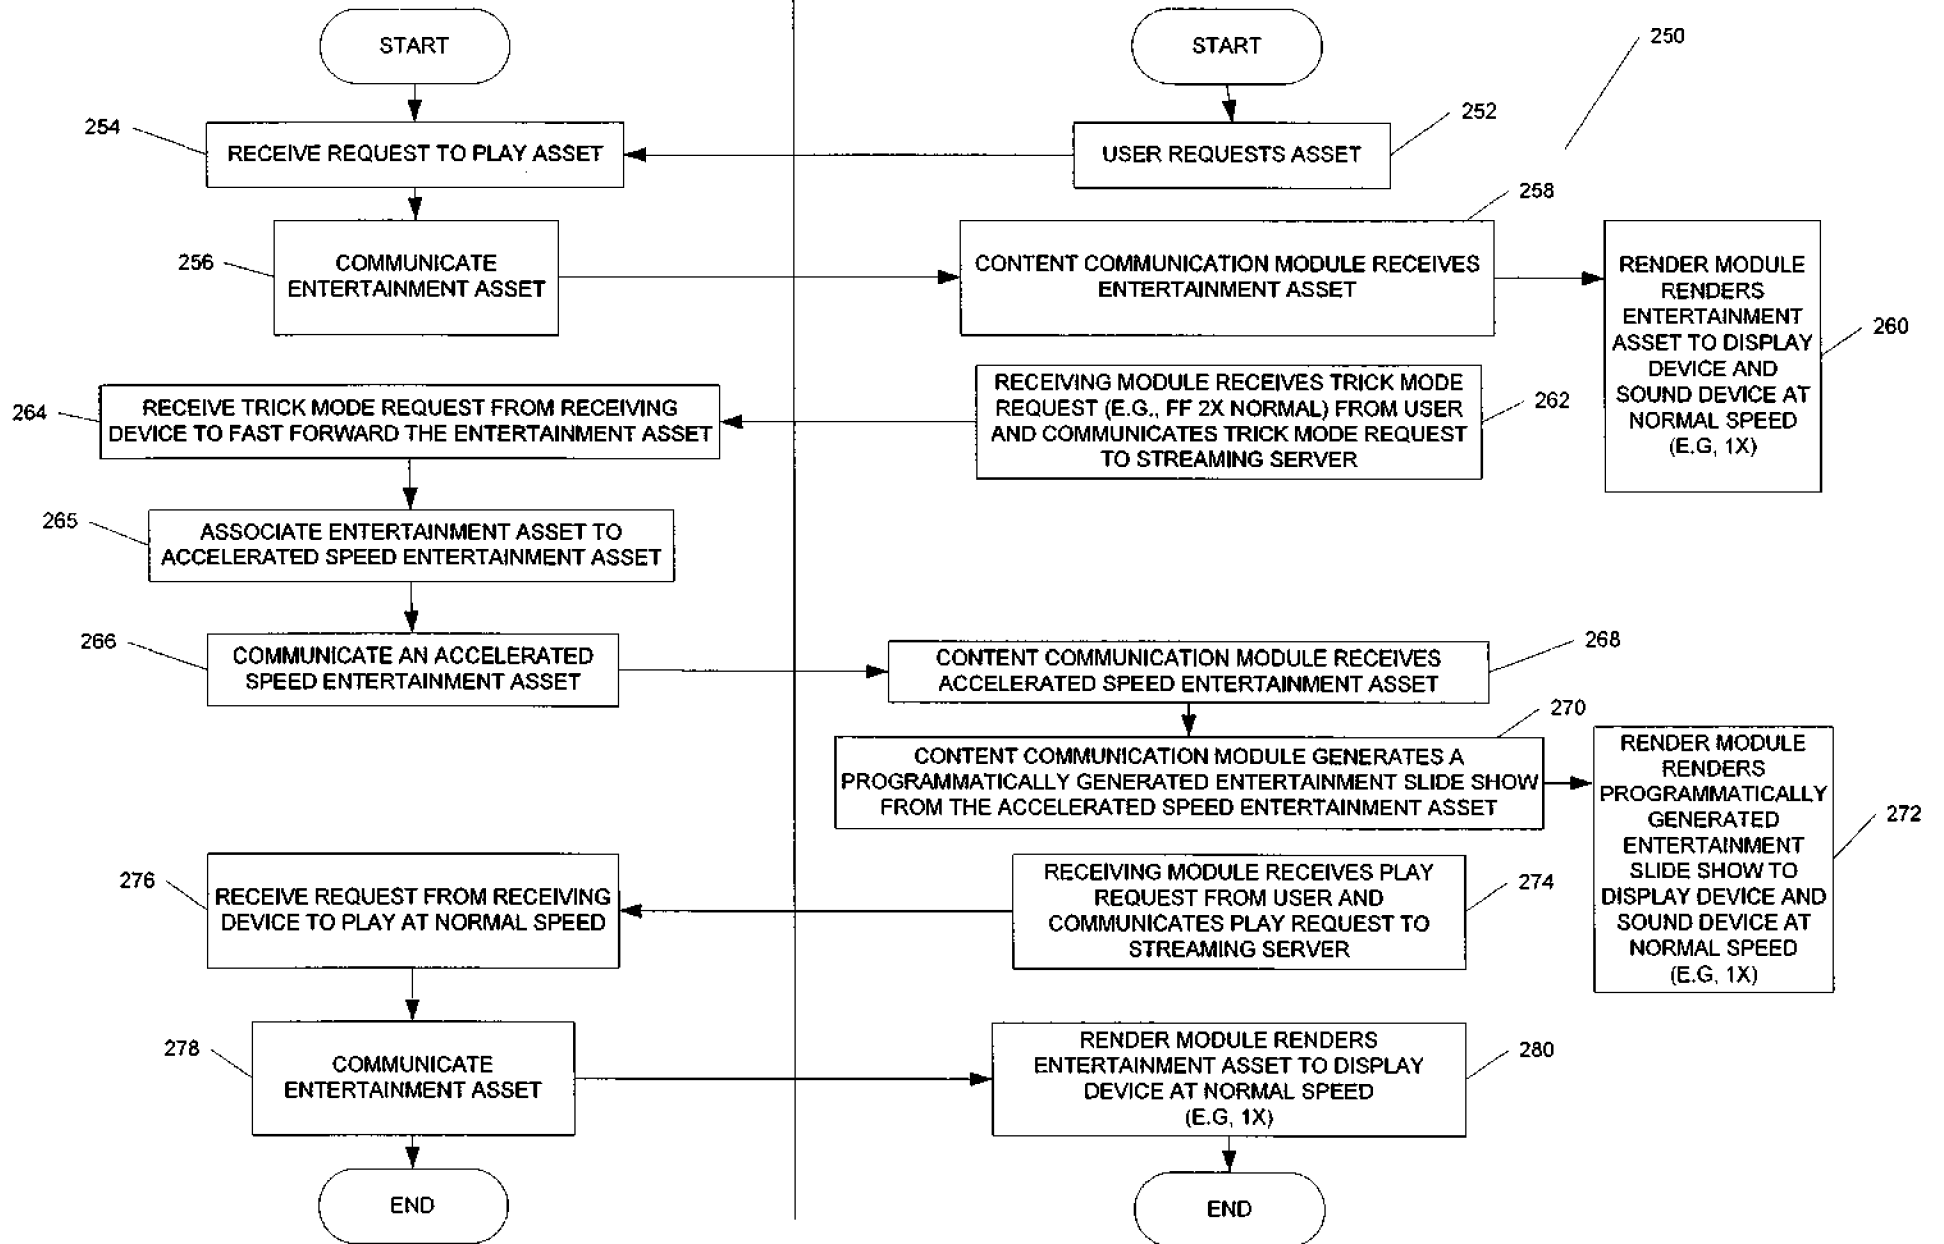 START
START
250
254
RECEIVE REQUEST TO PLAY ASSET
USER REQUESTS ASSET
252
256
COMMUNICATE
ENTERTAINMENT ASSET
258
CONTENT COMMUNICATION MODULE RECEIVES
ENTERTAINMENT ASSET
RENDER MODULE
RENDERS
ENTERTAINMENT
ASSET TO DISPLAY
DEVICE AND
SOUND DEVICE AT
NORMAL SPEED
(E.G, 1X)
260
264
RECEIVE TRICK MODE REQUEST FROM RECEIVING
DEVICE TO FAST FORWARD THE ENTERTAINMENT ASSET
RECEIVING MODULE RECEIVES TRICK MODE
REQUEST (E.G., FF 2X NORMAL) FROM USER
AND COMMUNICATES TRICK MODE REQUEST
TO STREAMING SERVER
262
265
ASSOCIATE ENTERTAINMENT ASSET TO
ACCELERATED SPEED ENTERTAINMENT ASSET
266
COMMUNICATE AN ACCELERATED
SPEED ENTERTAINMENT ASSET
CONTENT COMMUNICATION MODULE RECEIVES
ACCELERATED SPEED ENTERTAINMENT ASSET
268
270
CONTENT COMMUNICATION MODULE GENERATES A
PROGRAMMATICALLY GENERATED ENTERTAINMENT SLIDE SHOW
FROM THE ACCELERATED SPEED ENTERTAINMENT ASSET
RENDER MODULE
RENDERS
PROGRAMMATICALLY
GENERATED
ENTERTAINMENT
SLIDE SHOW TO
DISPLAY DEVICE AND
SOUND DEVICE AT
NORMAL SPEED
(E.G, 1X)
272
276
RECEIVE REQUEST FROM RECEIVING
DEVICE TO PLAY AT NORMAL SPEED
RECEIVING MODULE RECEIVES PLAY
REQUEST FROM USER AND
COMMUNICATES PLAY REQUEST TO
STREAMING SERVER
274
278
COMMUNICATE
ENTERTAINMENT ASSET
RENDER MODULE RENDERS
ENTERTAINMENT ASSET TO DISPLAY
DEVICE AT NORMAL SPEED
(E.G, 1X)
280
END
END